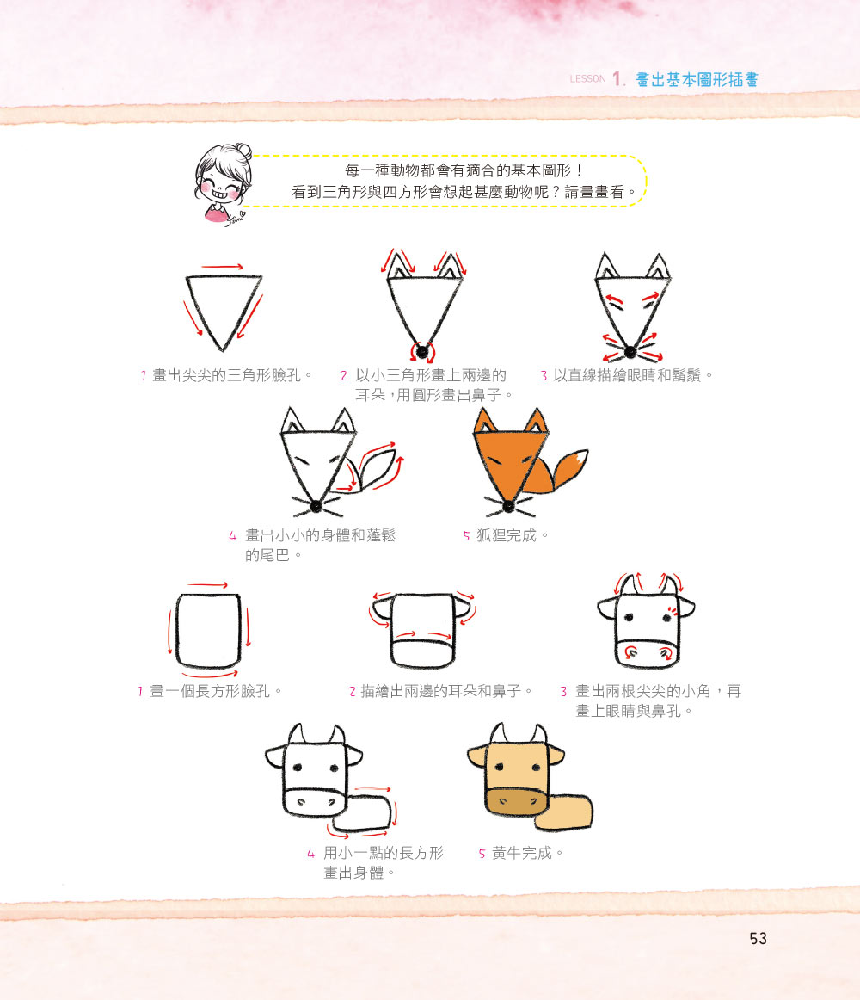 LESSON 1. 畫出基本圖形插畫
每一種動物都會有適合的基本圖形！
看到三角形與四方形會想起甚麼動物呢？請畫畫看。
1 畫出尖尖的三角形臉孔。
2 以小三角形畫上兩邊的
耳朵，用圓形畫出鼻子。
3 以直線描繪眼睛和鬍鬚。
4 畫出小小的身體和蓬鬆
的尾巴。
5 狐狸完成。
1 畫一個長方形臉孔。
2 描繪出兩邊的耳朵和鼻子。
3 畫出兩根尖尖的小角，再
畫上眼睛與鼻孔。
4 用小一點的長方形
畫出身體。
5 黃牛完成。
53